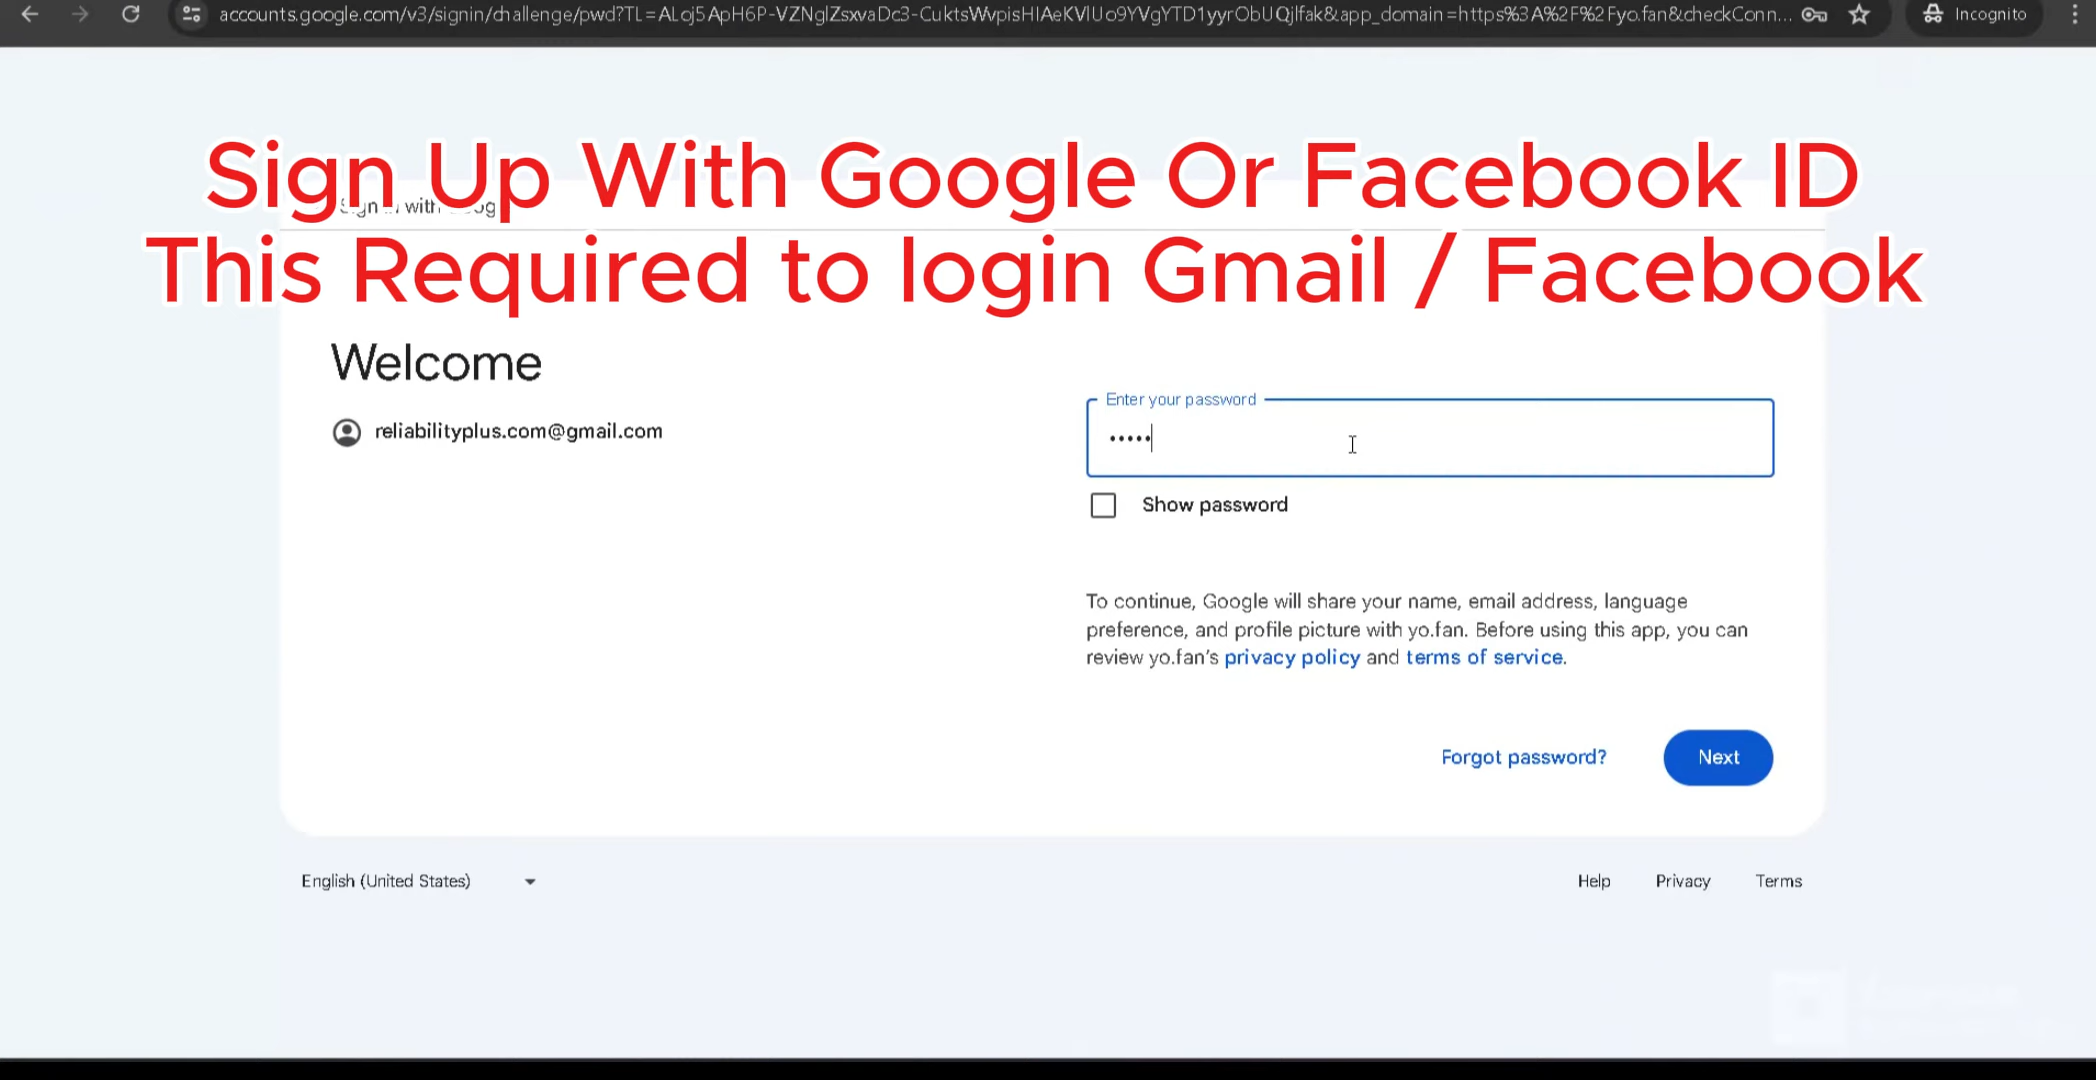 accounts.google.com/v3/signin/challenge/pwd?TL=ALoj5ApH6P-VZNglZsxvaDc3-CuktsWvpisHIAeKVlUo9YVgYTD1yyrObUQjlfak&app_domain=https%3A%2F%2Fyo.fan&checkConn...
Incognito
Sign Up With Google Or Facebook ID
This Required to login Gmail / Facebook
Welcome
reliabilityplus.com@gmail.com
Enter your password
•••••
Show password
To continue, Google will share your name, email address, language
preference, and profile picture with yo.fan. Before using this app, you can
review yo.fan’s privacy policy and terms of service.
Forgot password?
Next
English (United States)
Help
Privacy
Terms